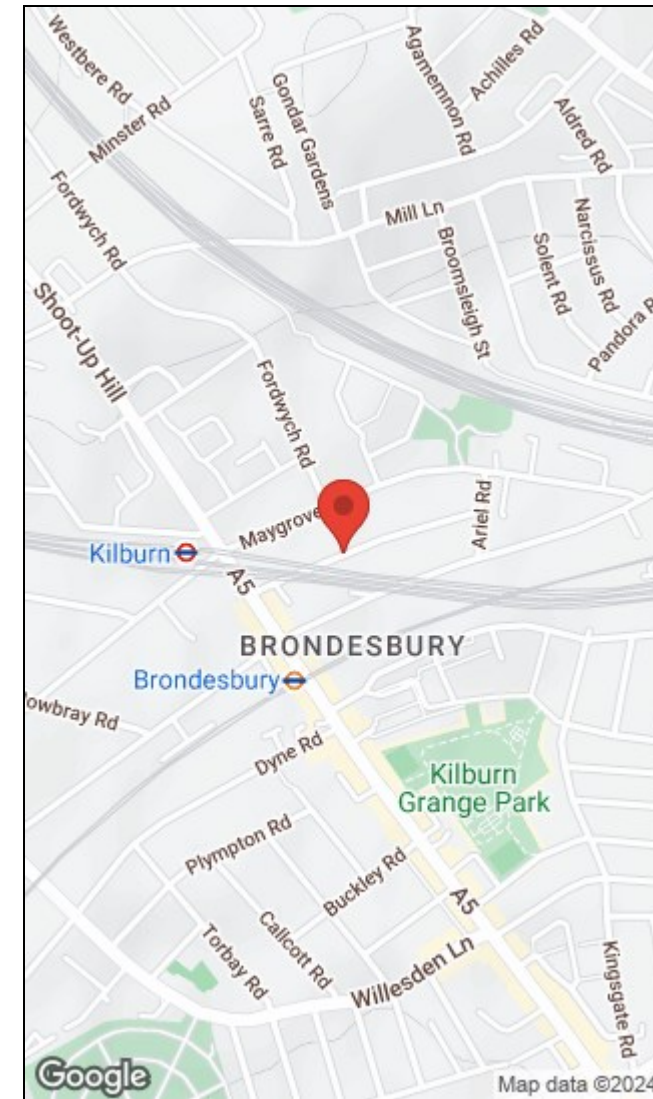 Westbere Rd
Minster Rd
Sarre Rd
Gondar Gardens
Agamemnon Rd
Achilles Rd
Aldred Rd
Fordwych Rd
Mill Ln
Broomsleigh St
Solent Rd
Narcissus Rd
Pandora R
Shoot-Up Hill
Fordwych Rd
Maygrove
Ariel Rd
Kilburn
A5
BRONDESBURY
Brondesbury
owbray Rd
Dyne Rd
Kilburn
Grange Park
Plympton Rd
Buckley Rd
A5
Callcott Rd
Torbay Rd
Willesden Ln
Kingsgate Rd
Google
Map data ©2024